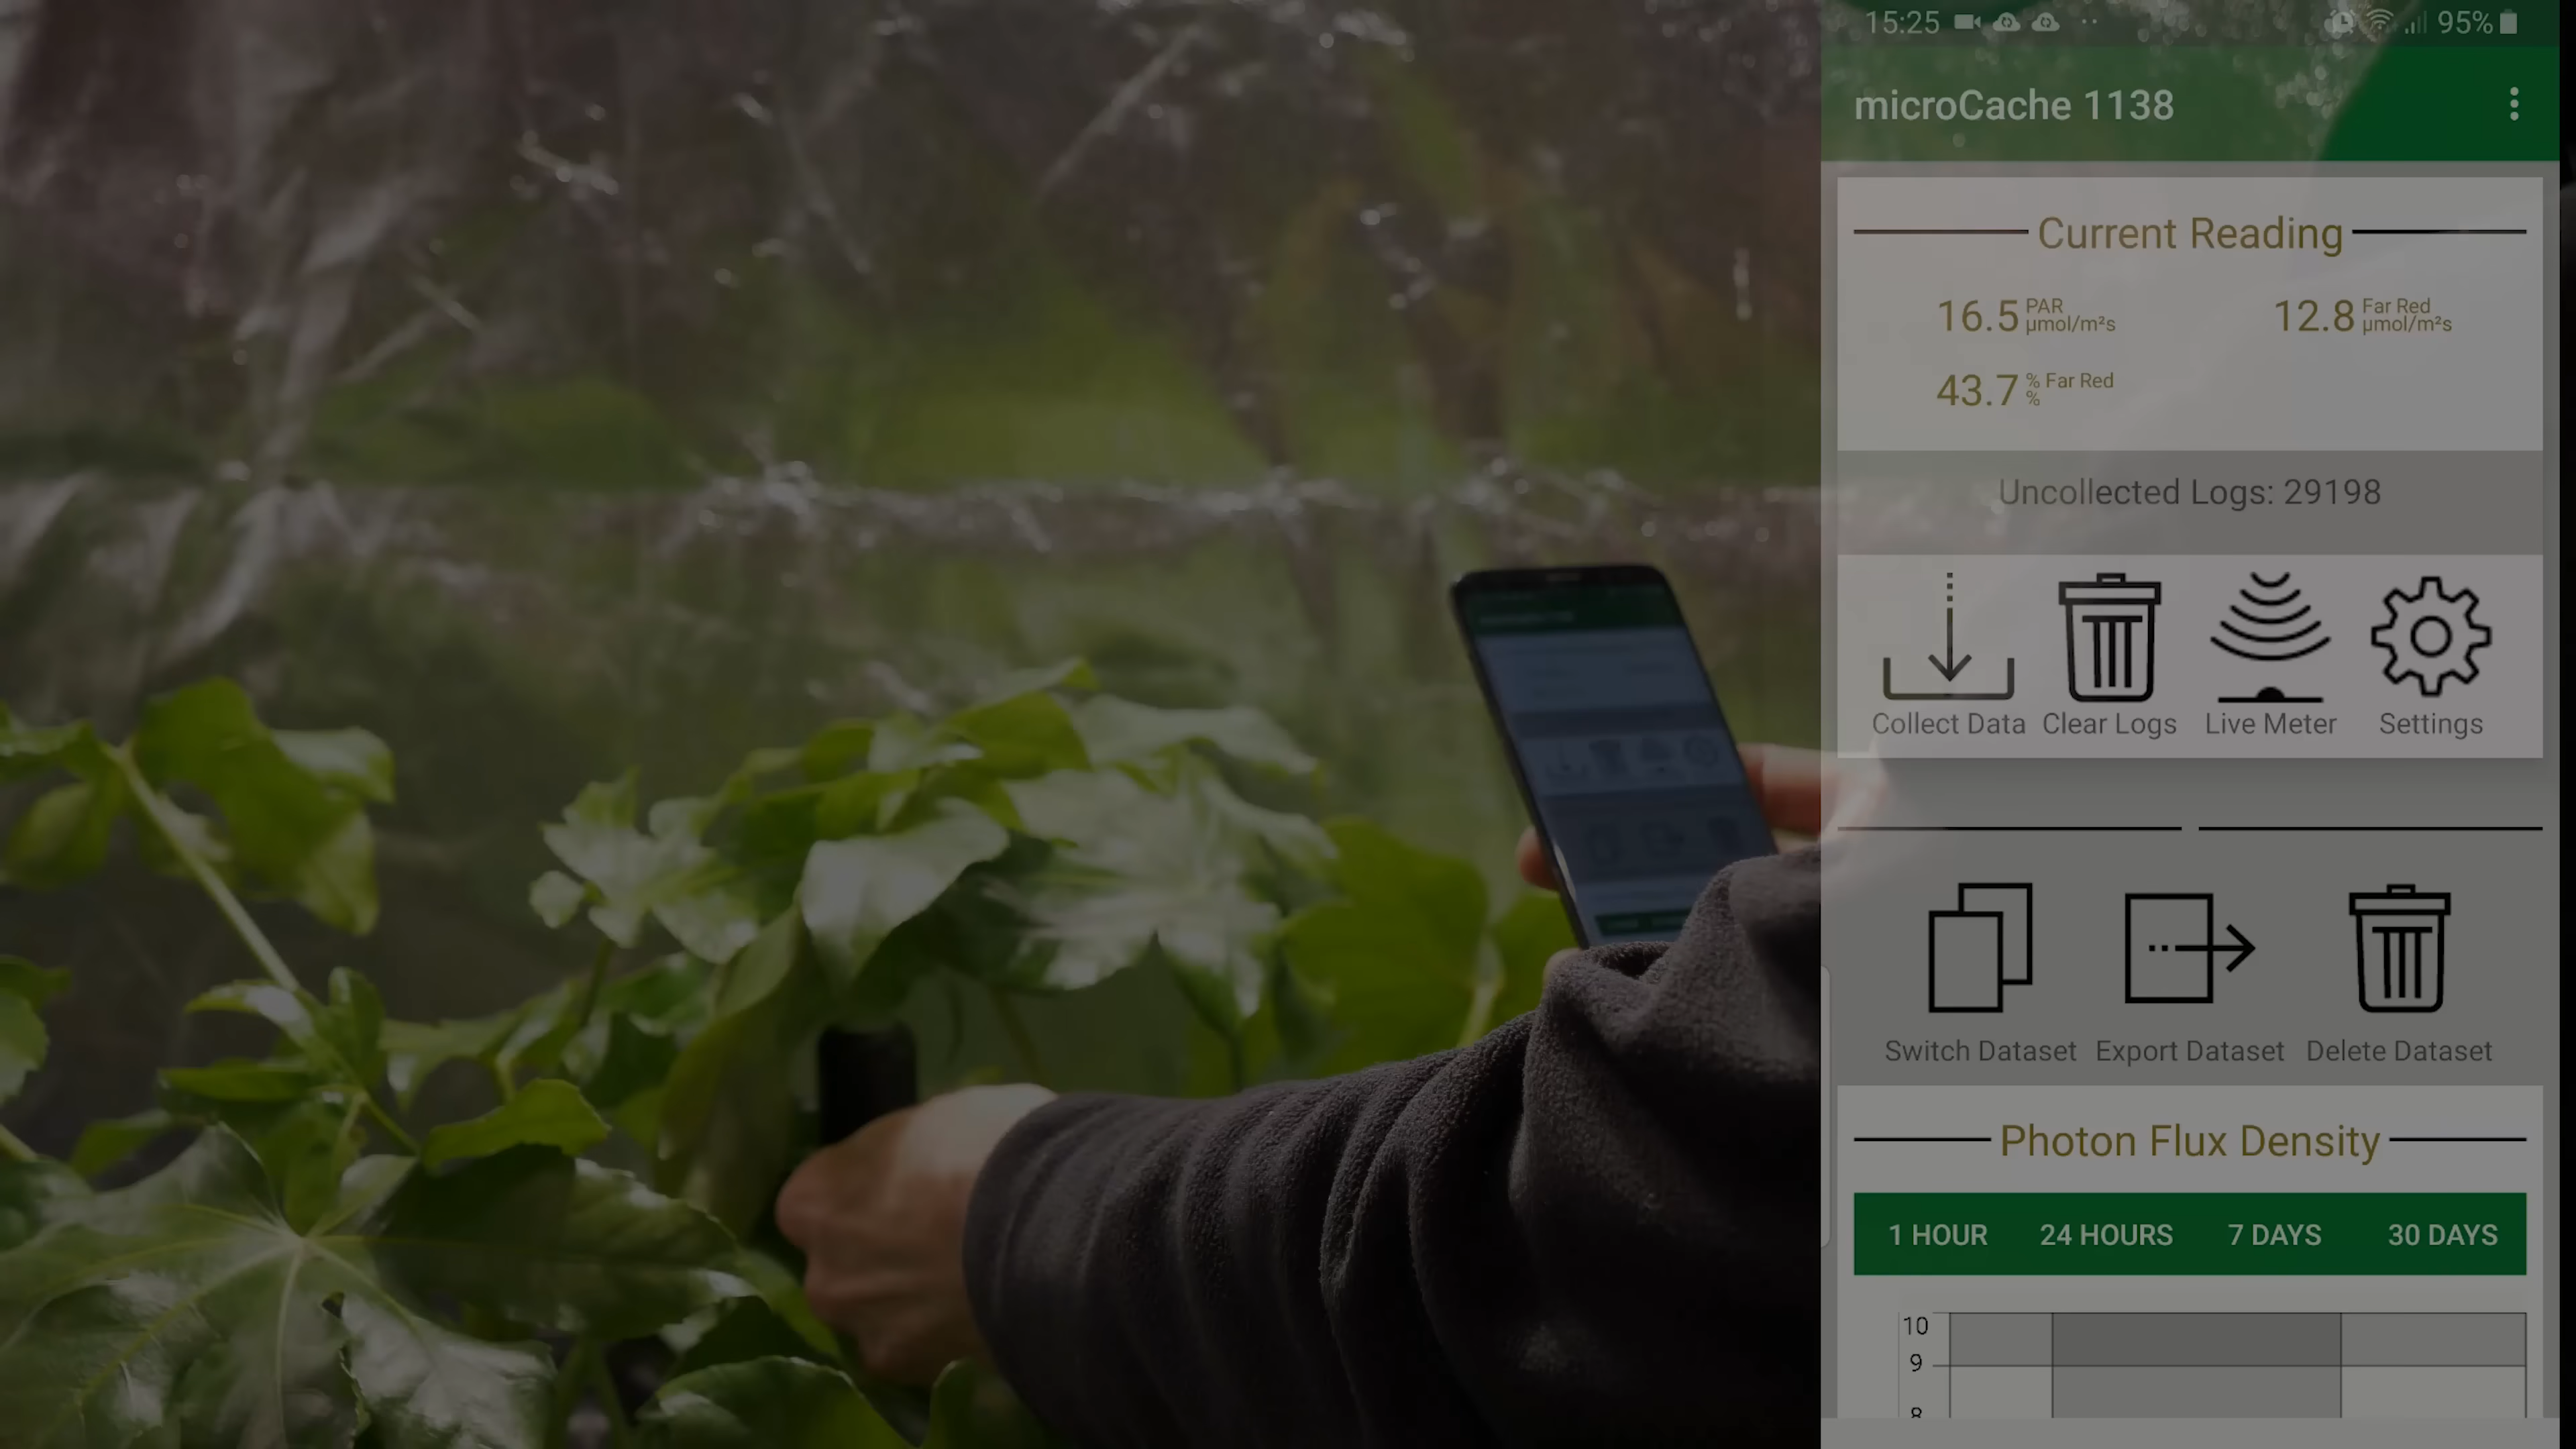 15:25 95%
microCache 1138
Current Reading
16.5 PAR µmol/m²s 12.8 Far Red µmol/m²s
43.7 % Far Red %
Uncollected Logs: 29198
Collect Data Clear Logs Live Meter Settings
Switch Dataset Export Dataset Delete Dataset
Photon Flux Density
1 HOUR 24 HOURS 7 DAYS 30 DAYS
10
9
8